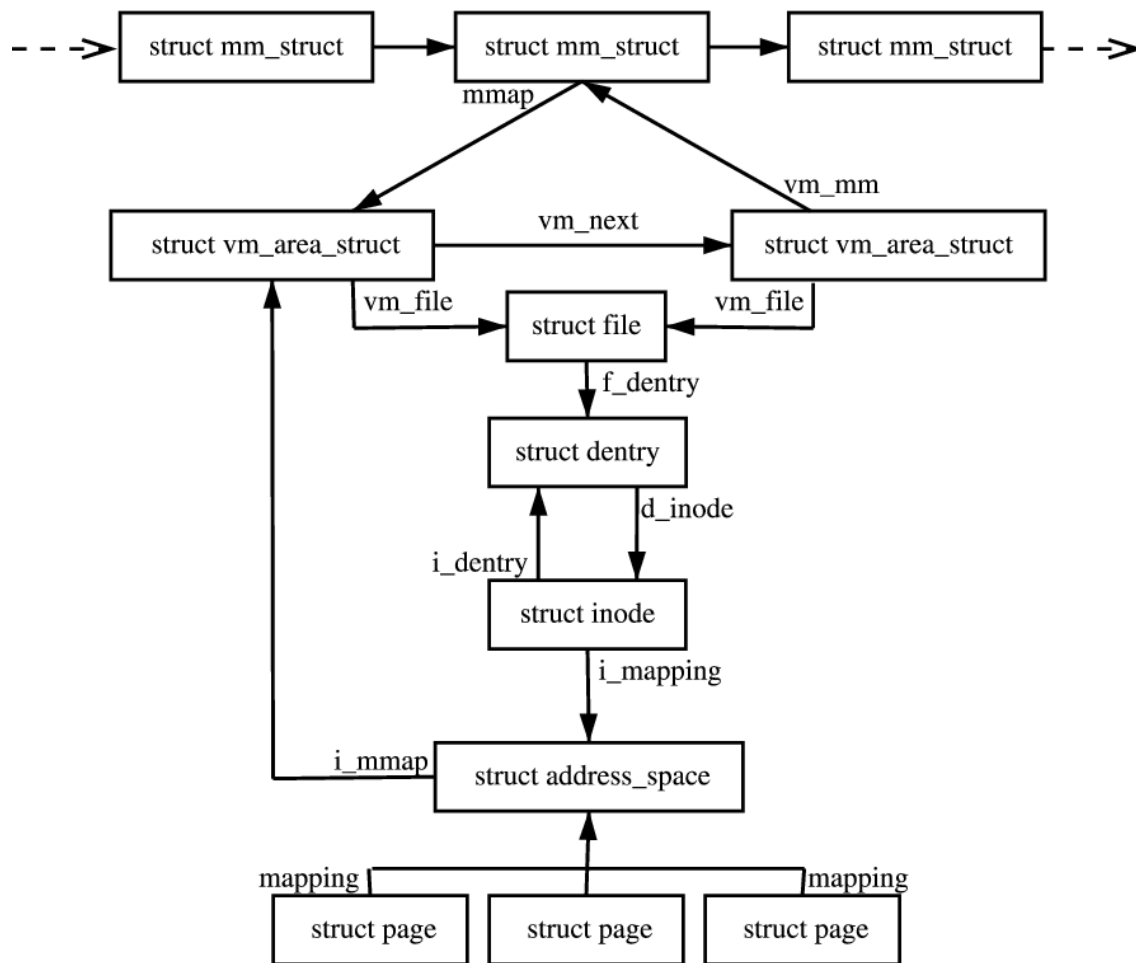 struct mm_struct
struct mm_struct
struct mm_struct
mmap
vm_mm
struct vm_area_struct
vm_next
struct vm_area_struct
vm_file
vm_file
struct file
f_dentry
struct dentry
d_inode
i_dentry
struct inode
i_mapping
i_mmap
struct address_space
mapping
mapping
struct page
struct page
struct page